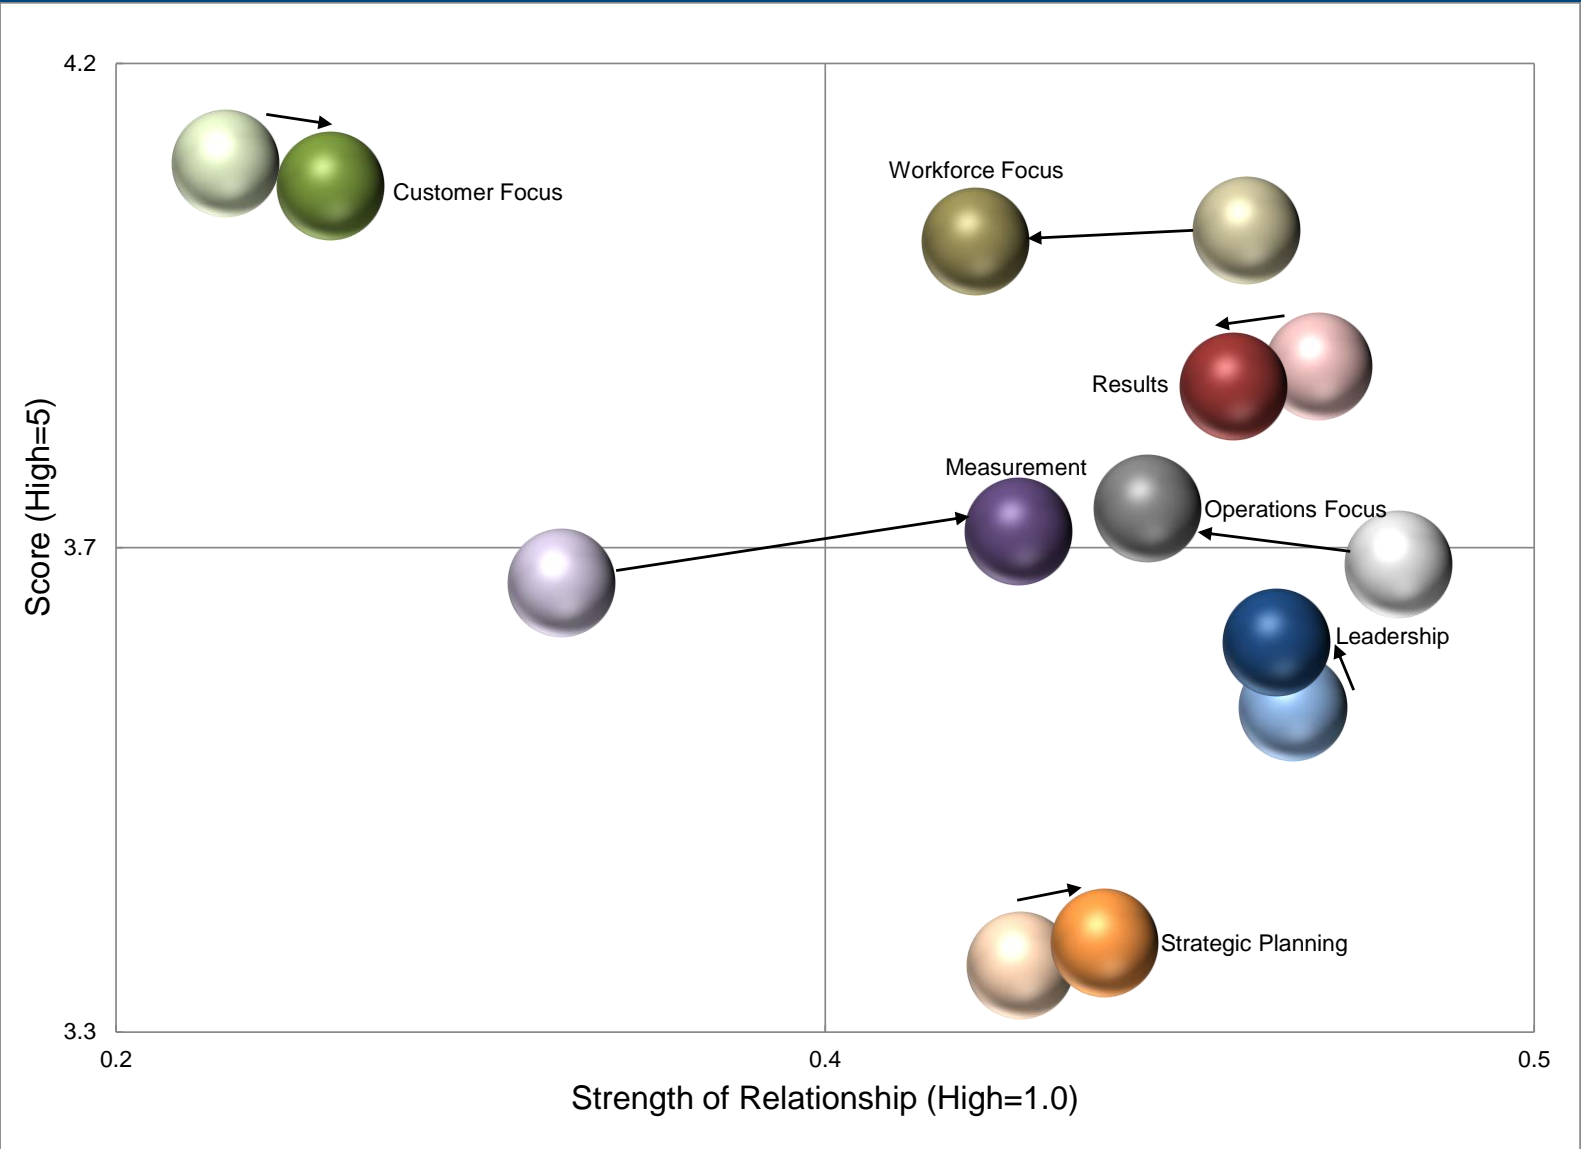 4.2
Customer Focus
Workforce Focus
Results
Measurement
Operations Focus
3.7
Score (High=5)
Leadership
Strategic Planning
3.3
0.2
0.4
0.5
Strength of Relationship (High=1.0)